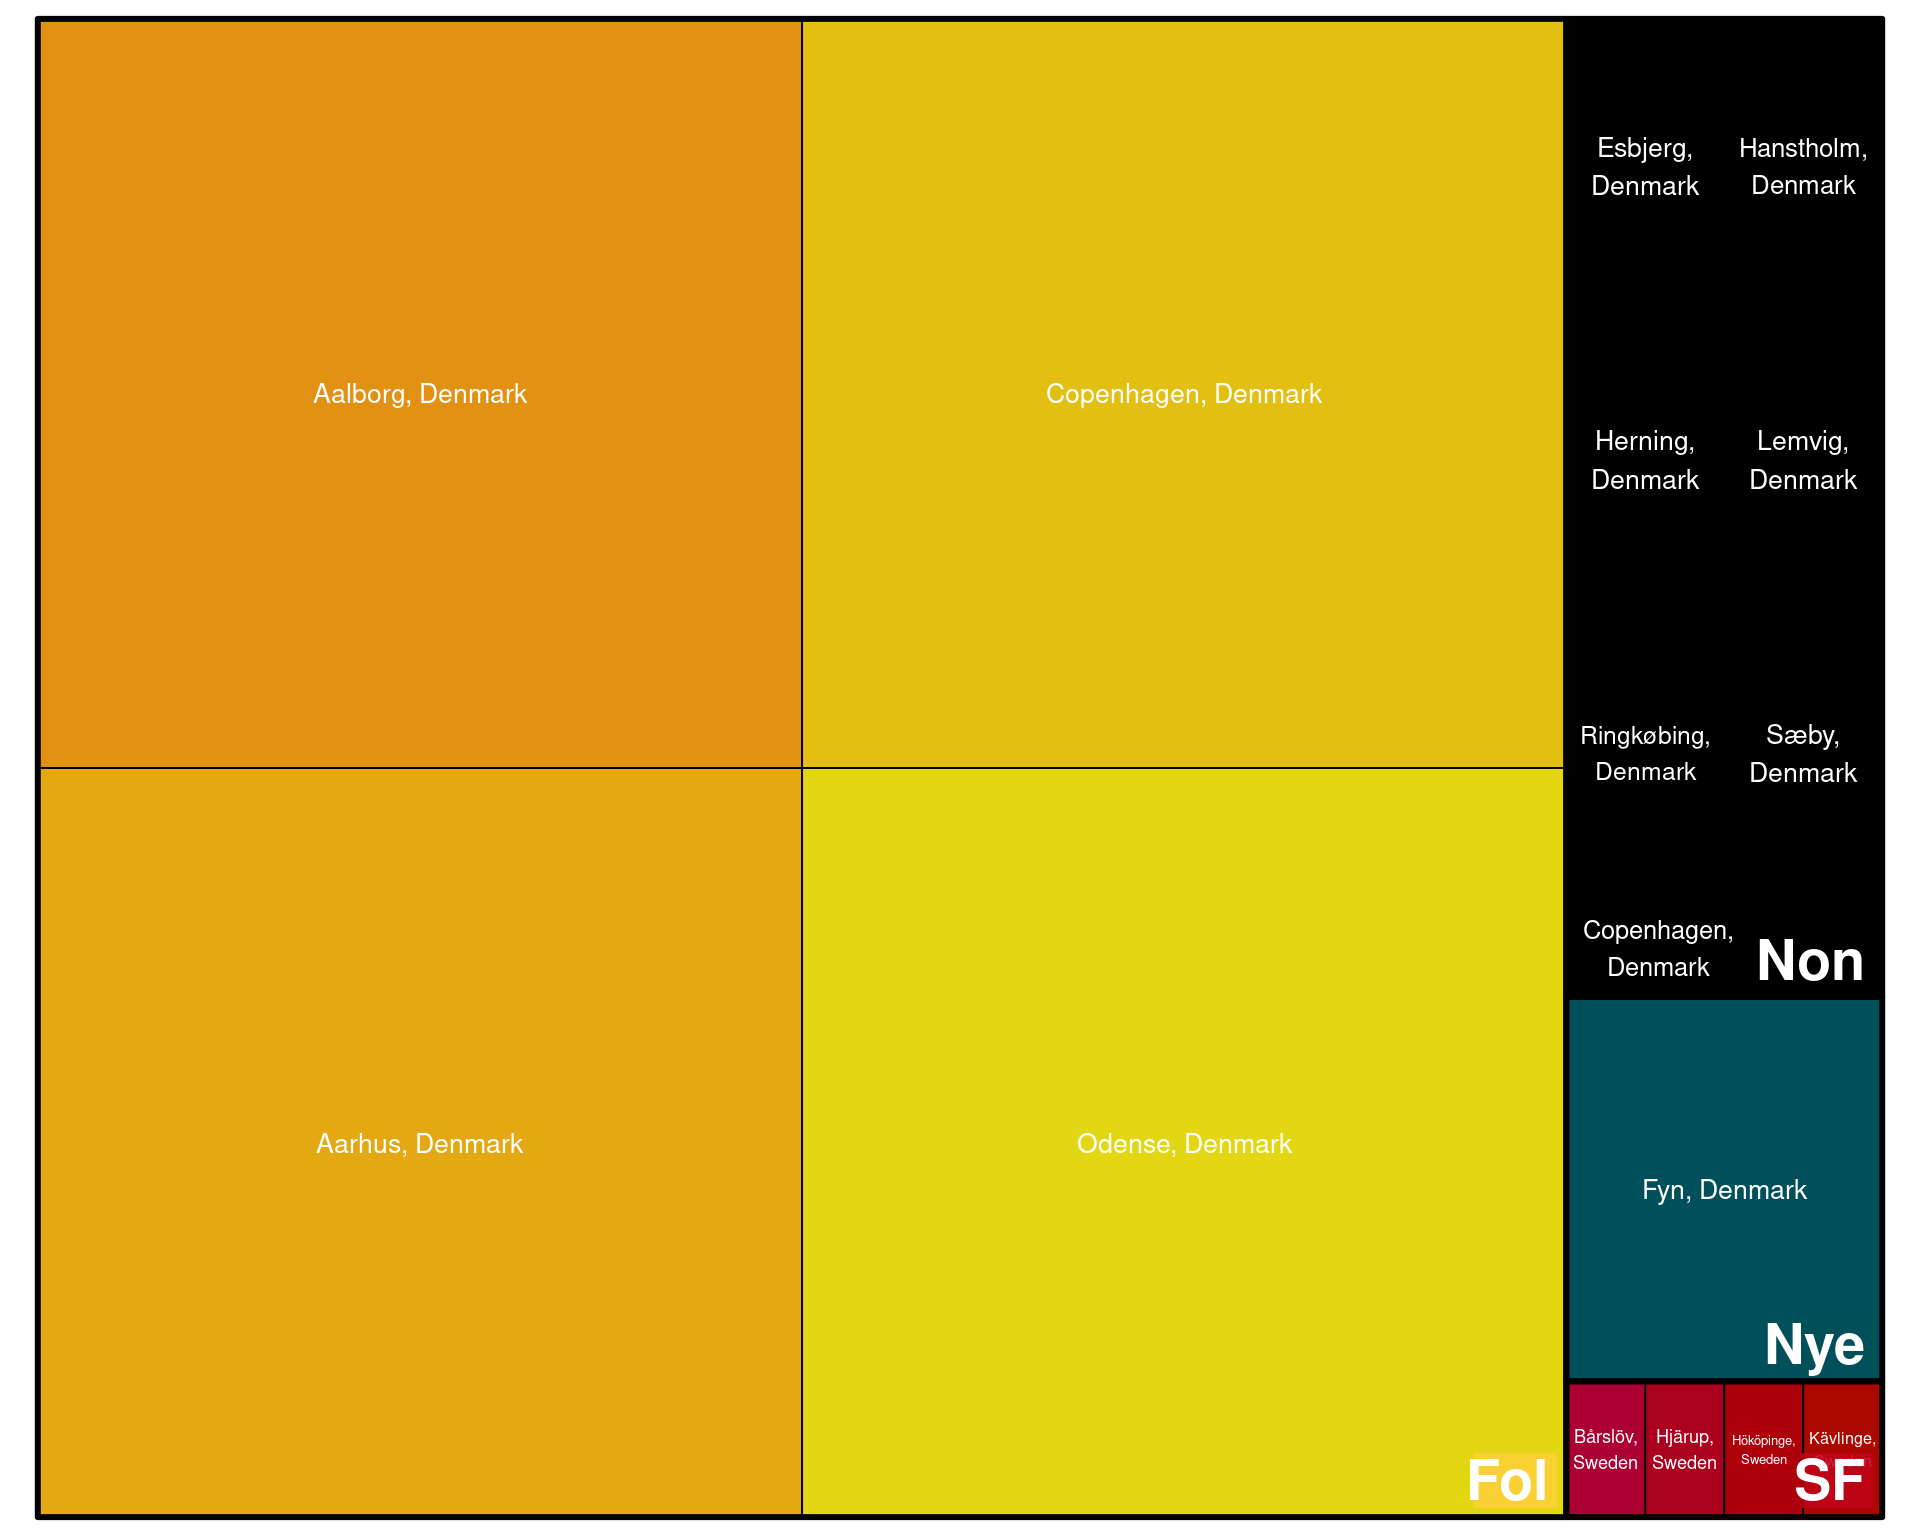 Aalborg, Denmark
Copenhagen, Denmark
Aarhus, Denmark
Odense, Denmark
Fol
Esbjerg,
Denmark
Hanstholm,
Denmark
Herning,
Denmark
Lemvig,
Denmark
Ringkøbing,
Denmark
Sæby,
Denmark
Copenhagen,
Denmark
Non
Fyn, Denmark
Nye
Bårslöv,
Sweden
Hjärup,
Sweden
Hököpinge,
Sweden
Kävlinge,
SF